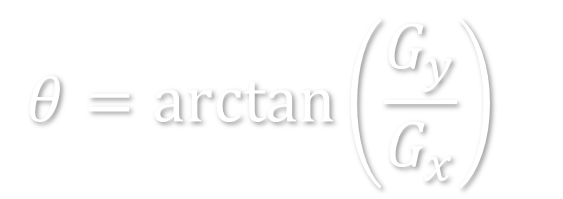 θ = arctan(G_y/G_x)